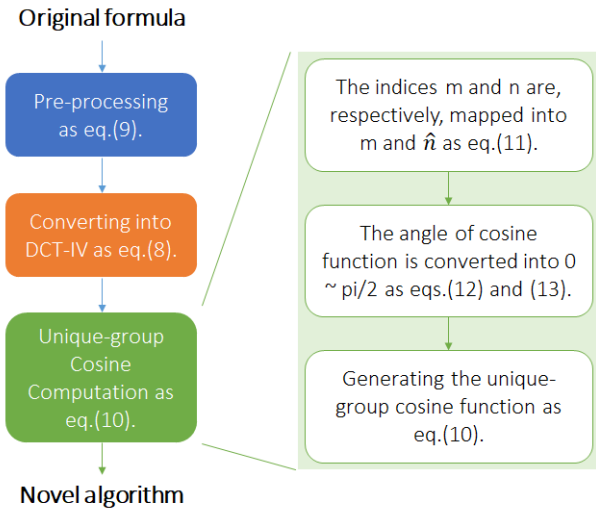 Original formula
Pre-processing
as eq.(9).
Converting into
DCT-IV as eq.(8).
Unique-group
Cosine
Computation as
eq.(10).
Novel algorithm
The indices m and n are,
respectively, mapped into
m and n̂ as eq.(11).
The angle of cosine
function is converted into 0
~ pi/2 as eqs.(12) and (13).
Generating the unique-
group cosine function as
eq.(10).